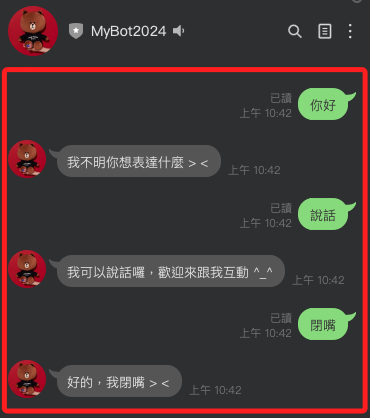 MyBot2024
已讀
上午 10:42
你好
我不明你想表達什麼 > <
上午 10:42
已讀
上午 10:42
說話
我可以說話囉，歡迎來跟我互動 ^_^
上午 10:42
已讀
上午 10:42
閉嘴
好的，我閉嘴 > <
上午 10:42